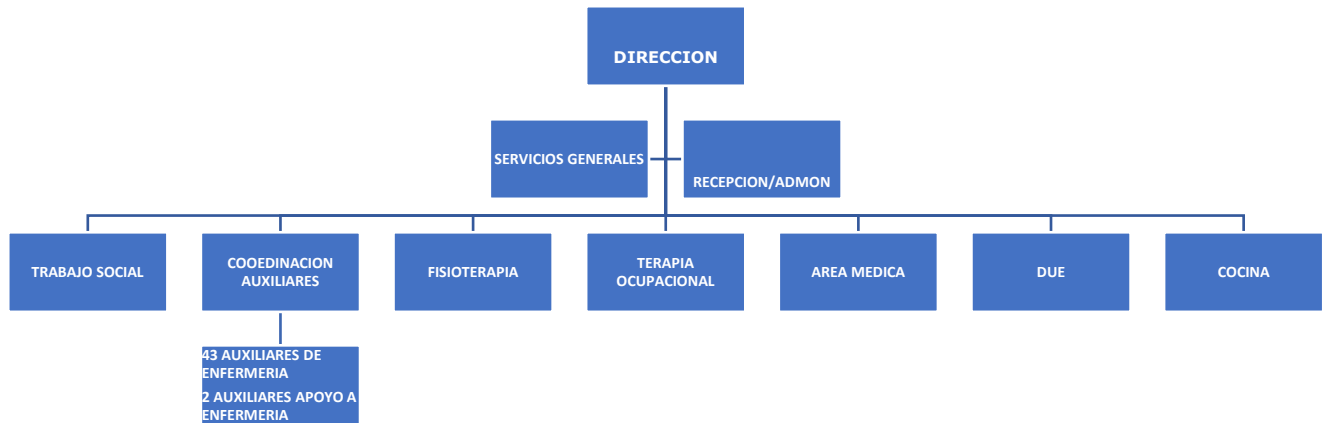 DIRECCION
SERVICIOS GENERALES
RECEPCION/ADMON
TRABAJO SOCIAL
COOEDINACION
AUXILIARES
FISIOTERAPIA
TERAPIA
OCUPACIONAL
AREA MEDICA
DUE
COCINA
43 AUXILIARES DE
ENFERMERIA
2 AUXILIARES APOYO A
ENFERMERIA